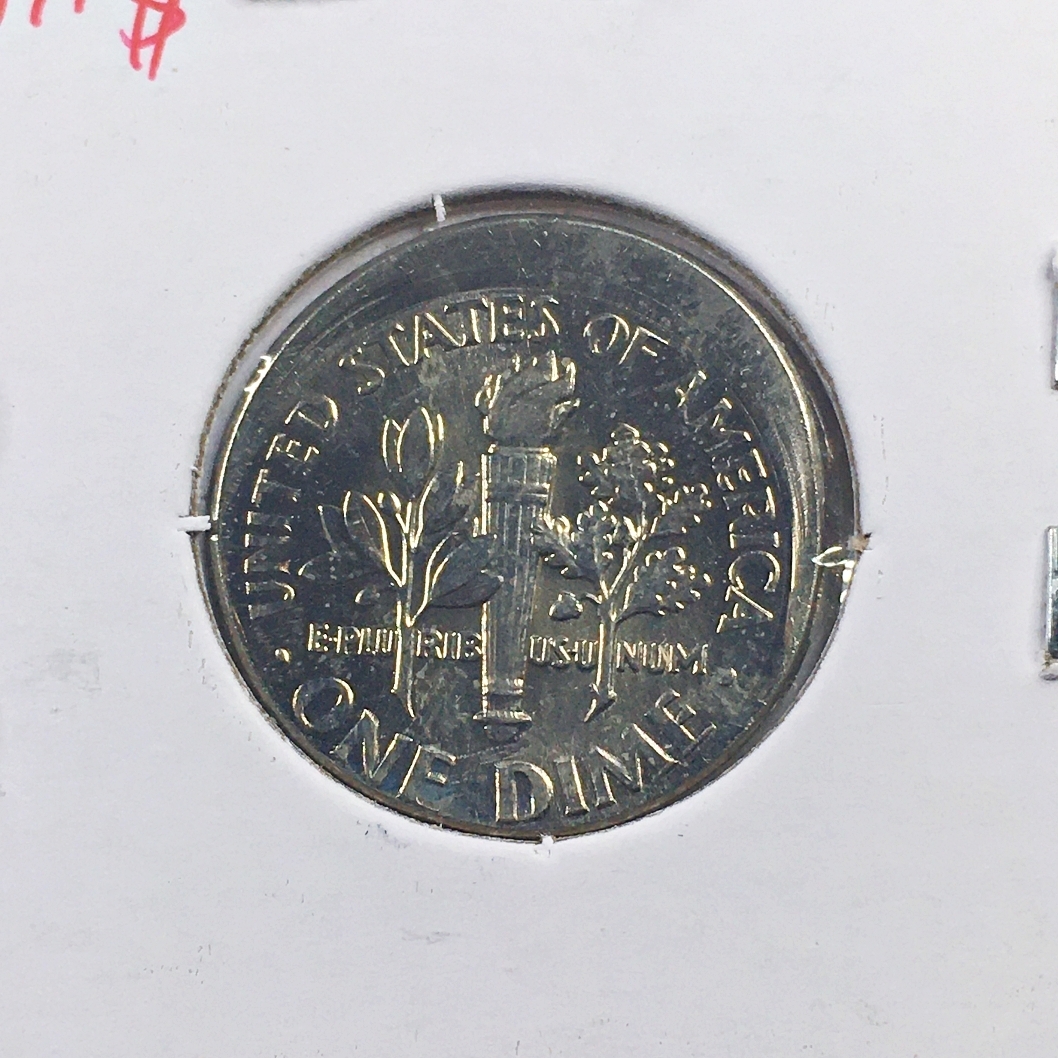 UNITED STATES OF AMERICA
E·PLURIBUS·UNUM
· ONE DIME ·